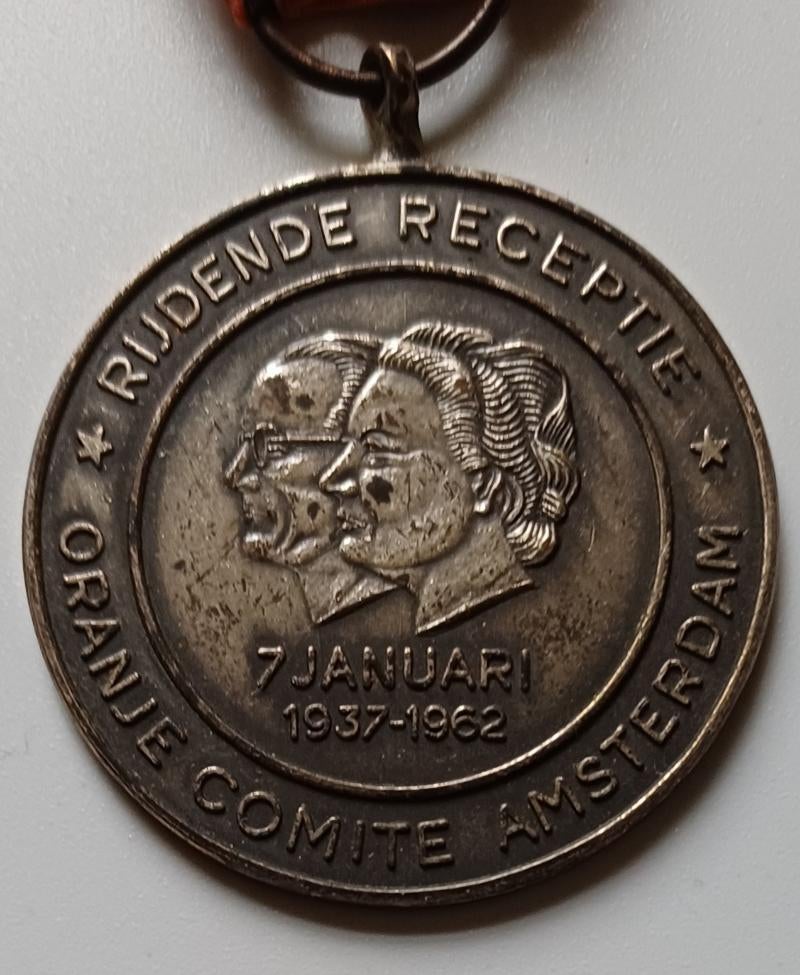 RIJDENDE RECEPTIE
7 JANUARI
1937-1962
ORANJE COMITE AMSTERDAM